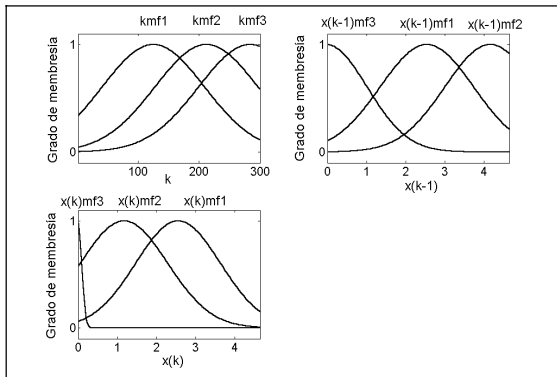 kmf1 kmf2 kmf3
Grado de membresia
1
0
100 200 300
k
x(k-1)mf3 x(k-1)mf1 x(k-1)mf2
Grado de membresia
1
0
0 1 2 3 4
x(k-1)
x(k)mf3 x(k)mf2 x(k)mf1
Grado de membresia
1
0
0 1 2 3 4
x(k)